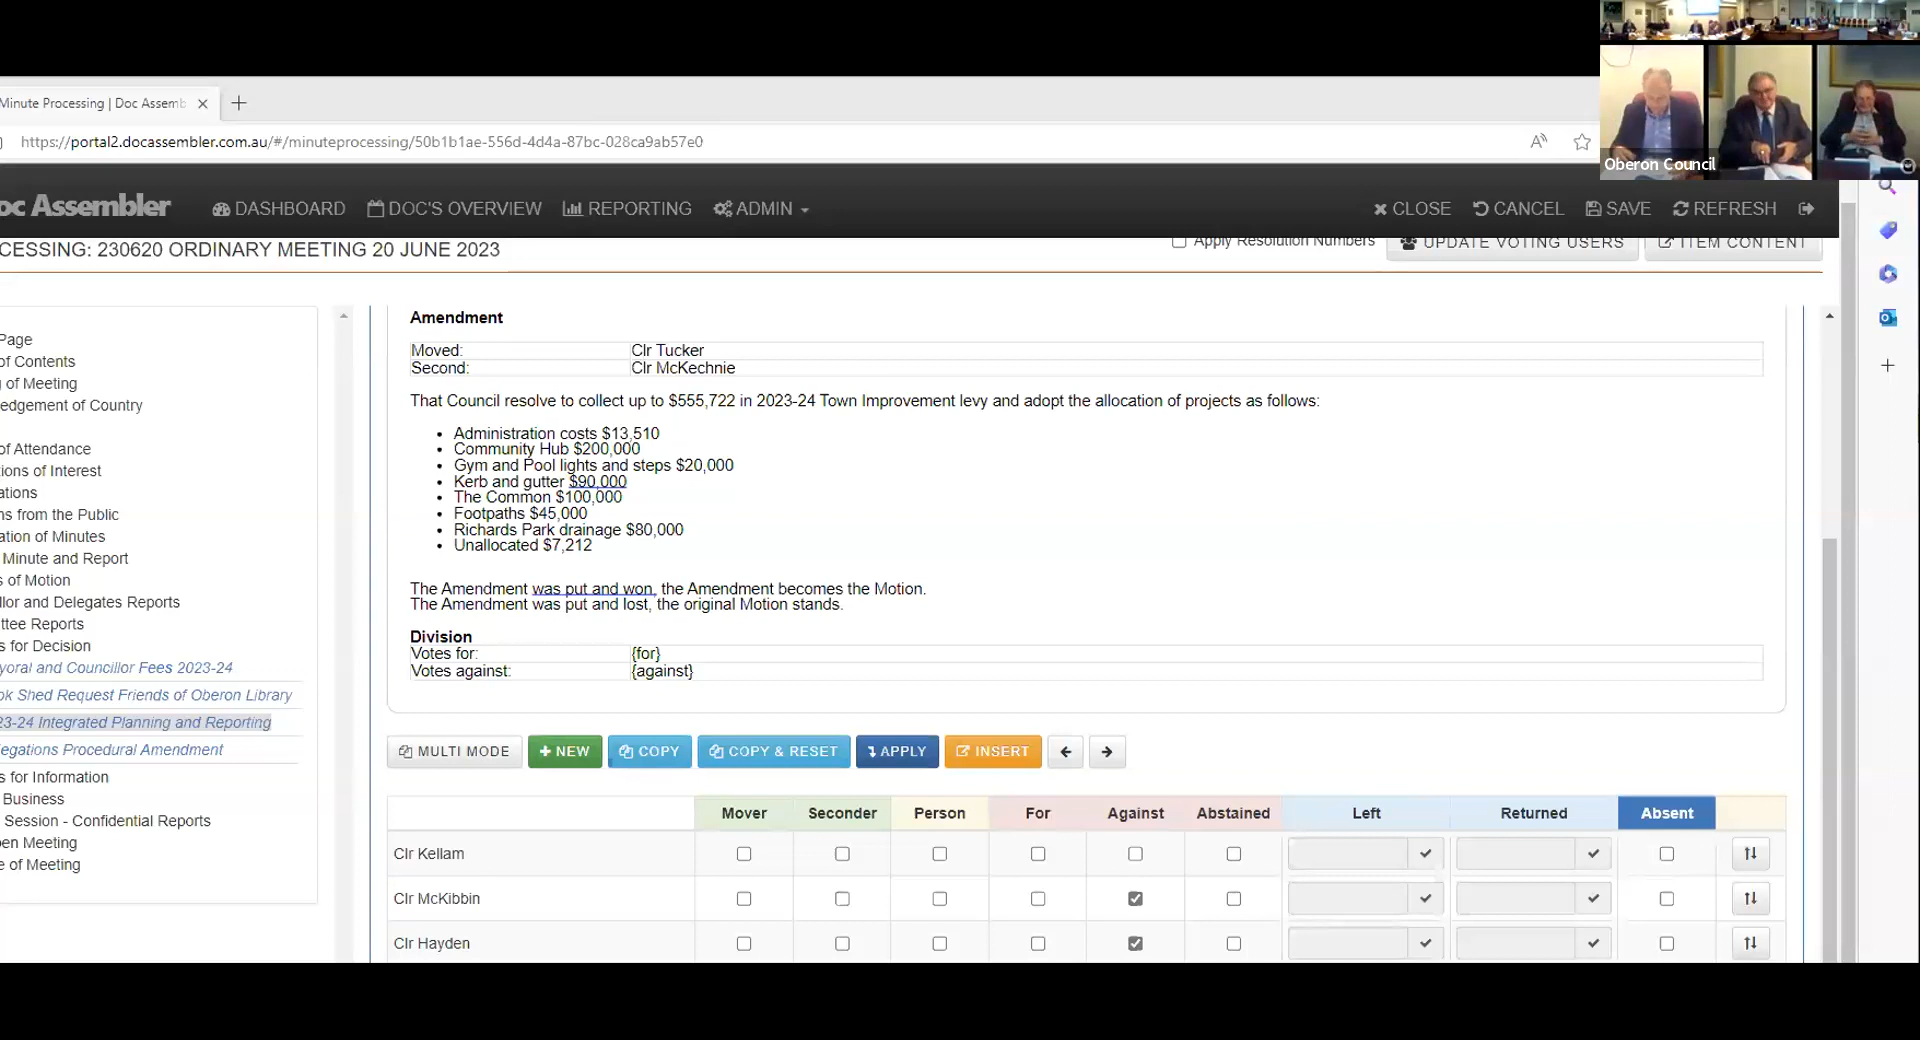 Minute Processing | Doc Assemb
https://portal2.docassembler.com.au/#/minuteprocessing/50b1b1ae-556d-4d4a-87bc-028ca9ab57e0
Oberon Council
oc Assembler
DASHBOARD
DOC'S OVERVIEW
REPORTING
ADMIN
CLOSE
CANCEL
SAVE
REFRESH
CESSING: 230620 ORDINARY MEETING 20 JUNE 2023
Apply Resolution Numbers
UPDATE VOTING USERS
ITEM CONTENT
Page
of Contents
g of Meeting
edgement of Country
of Attendance
ions of Interest
ations
ns from the Public
ation of Minutes
Minute and Report
s of Motion
llor and Delegates Reports
ttee Reports
s for Decision
yoral and Councillor Fees 2023-24
ok Shed Request Friends of Oberon Library
23-24 Integrated Planning and Reporting
legations Procedural Amendment
s for Information
Business
Session - Confidential Reports
en Meeting
e of Meeting
Amendment
Moved: Clr Tucker
Second: Clr McKechnie
That Council resolve to collect up to $555,722 in 2023-24 Town Improvement levy and adopt the allocation of projects as follows:
• Administration costs $13,510
• Community Hub $200,000
• Gym and Pool lights and steps $20,000
• Kerb and gutter $90,000
• The Common $100,000
• Footpaths $45,000
• Richards Park drainage $80,000
• Unallocated $7,212
The Amendment was put and won, the Amendment becomes the Motion.
The Amendment was put and lost, the original Motion stands.
Division
Votes for: {for}
Votes against: {against}
MULTI MODE
NEW
COPY
COPY & RESET
APPLY
INSERT
Mover Seconder Person For Against Abstained Left Returned Absent
Clr Kellam
Clr McKibbin
Clr Hayden